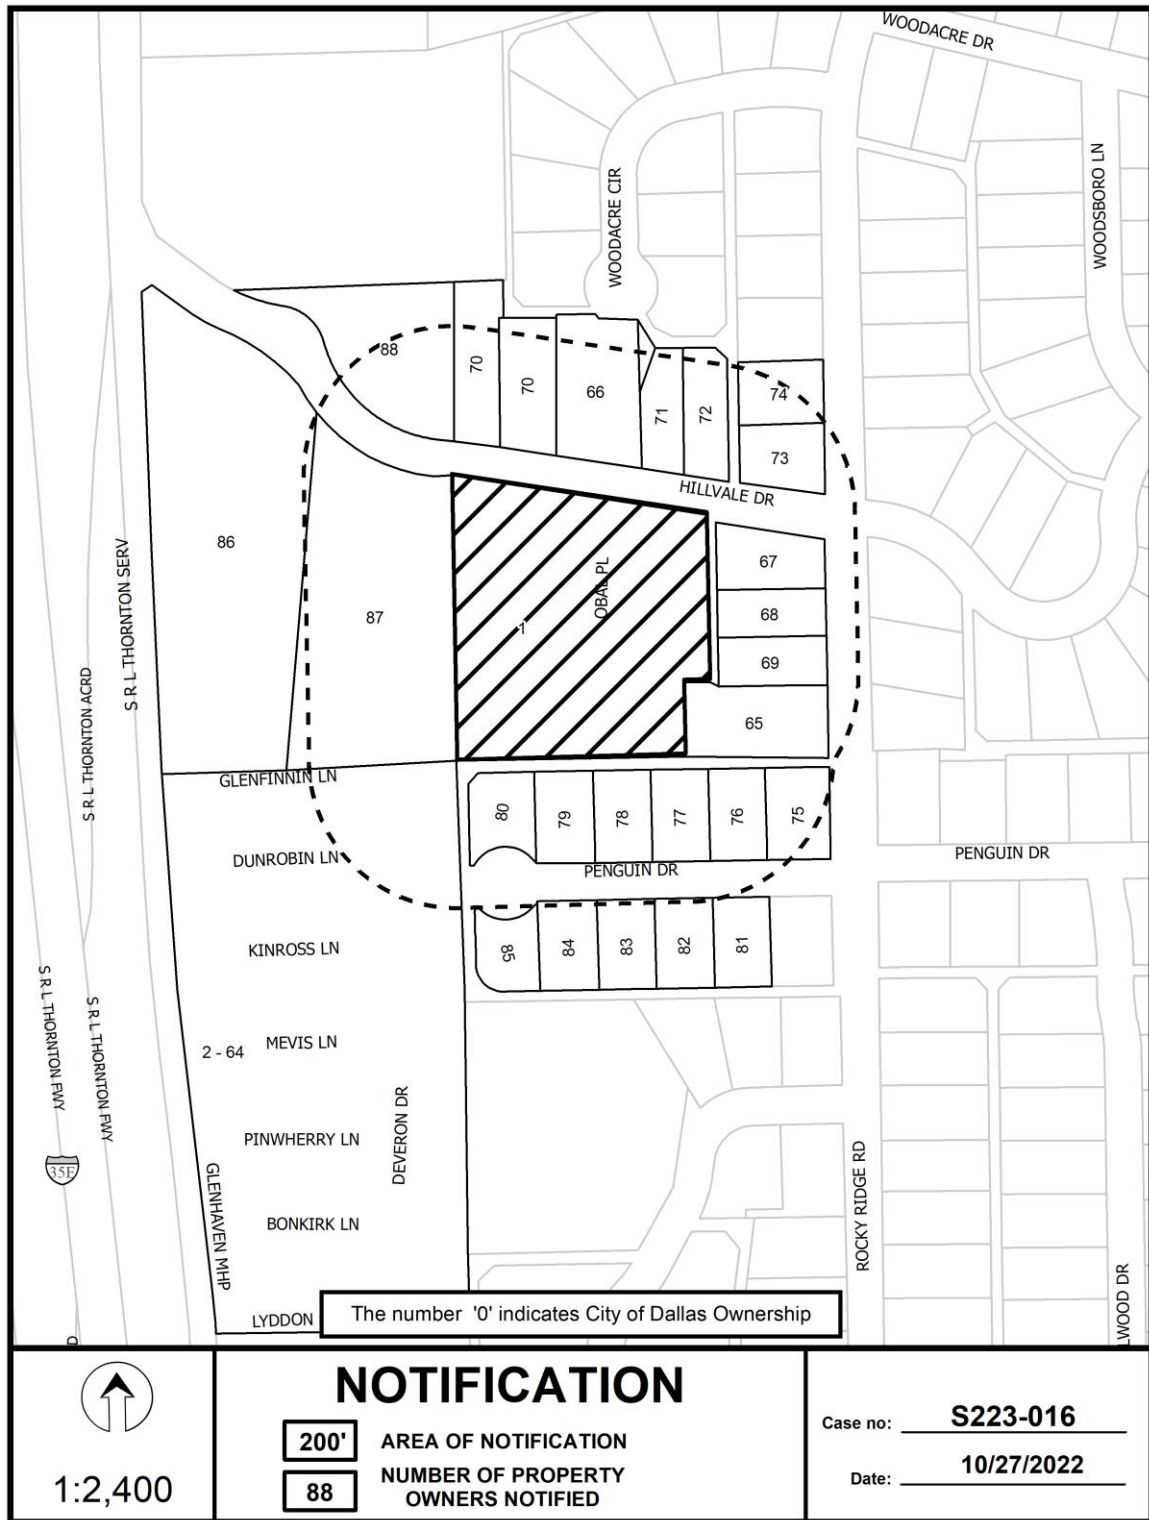 WOODACRE DR
WOODACRE CIR
WOODSBORO LN
88
70
70
66
71
72
74
73
HILLVALE DR
86
87
1
OBAL PL
67
68
69
65
S R L THORNTON SERV
S R L THORNTON ACRD
GLENFINNIN LN
80
79
78
77
76
75
DUNROBIN LN
PENGUIN DR
PENGUIN DR
KINROSS LN
85
84
83
82
81
S R L THORNTON FWY
S R L THORNTON FWY
2 - 64
MEVIS LN
DEVERON DR
PINWHERRY LN
35E
GLENHAVEN MHP
ROCKY RIDGE RD
BONKIRK LN
LYDDON
LWOOD DR
D
The number '0' indicates City of Dallas Ownership
1:2,400
NOTIFICATION
200' AREA OF NOTIFICATION
88 NUMBER OF PROPERTY
OWNERS NOTIFIED
Case no: S223-016
Date: 10/27/2022